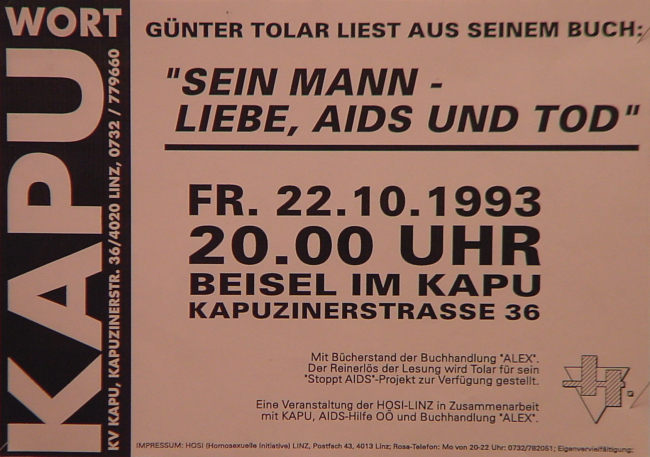 WORT
KAPU
KV KAPU, KAPUZINERSTR. 36/4020 LINZ, 0732 / 779660
GÜNTER TOLAR LIEST AUS SEINEM BUCH:
"SEIN MANN -
LIEBE, AIDS UND TOD"
FR. 22.10.1993
20.00 UHR
BEISEL IM KAPU
KAPUZINERSTRASSE 36
Mit Bücherstand der Buchhandlung "ALEX".
Der Reinerlös der Lesung wird Tolar für sein
"Stoppt AIDS"-Projekt zur Verfügung gestellt.
Eine Veranstaltung der HOSI-LINZ in Zusammenarbeit
mit KAPU, AIDS-Hilfe OÖ und Buchhandlung "ALEX".
IMPRESSUM: HOSI (Homosexuelle Initiative) LINZ, Postfach 43, 4013 Linz; Rosa-Telefon: Mo von 20-22 Uhr: 0732/782051; Eigenvervielfältigung;